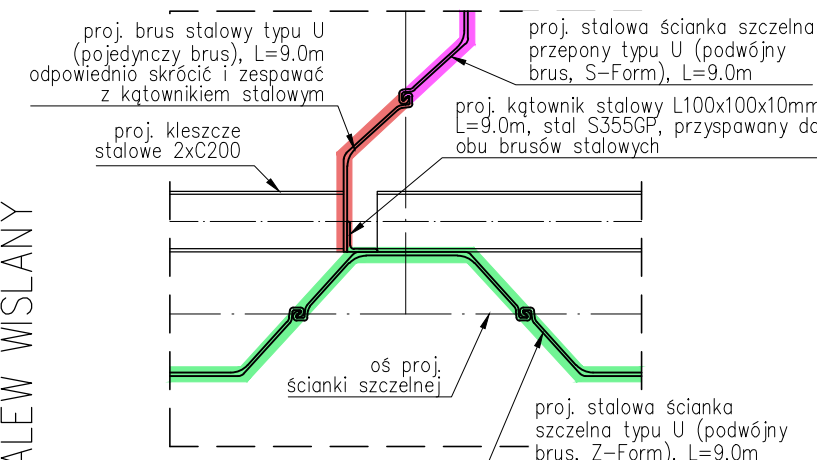 proj. brus stalowy typu U
(pojedynczy brus), L=9.0m
odpowiednio skrócić i zespawać
z kątownikiem stalowym
proj. stalowa ścianka szczelna
przepony typu U (podwójny
brus, S-Form), L=9.0m
proj. kątownik stalowy L100x100x10mm
L=9.0m, stal S355GP, przyspawany do
obu brusów stalowych
proj. kleszcze
stalowe 2xC200
ALEW WISLANY
oś proj.
ścianki szczelnej
proj. stalowa ścianka
szczelna typu U (podwójny
brus, Z-Form), L=9.0m